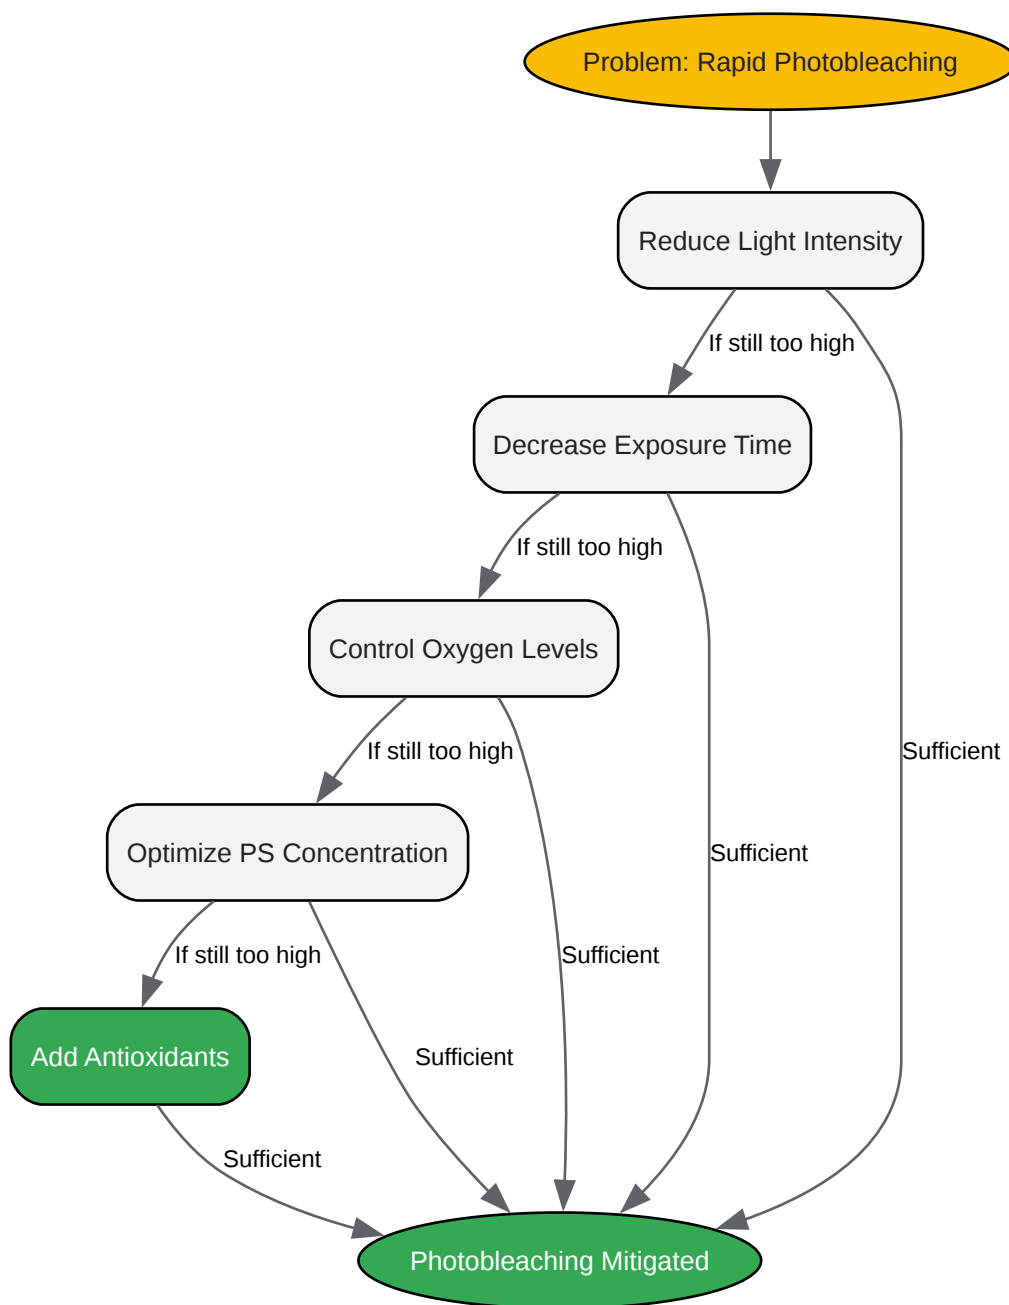 Problem: Rapid Photobleaching
Reduce Light Intensity
If still too high
Decrease Exposure Time
If still too high
Control Oxygen Levels
If still too high
Sufficient
Optimize PS Concentration
Sufficient
If still too high
Sufficient
Add Antioxidants
Sufficient
Sufficient
Photobleaching Mitigated